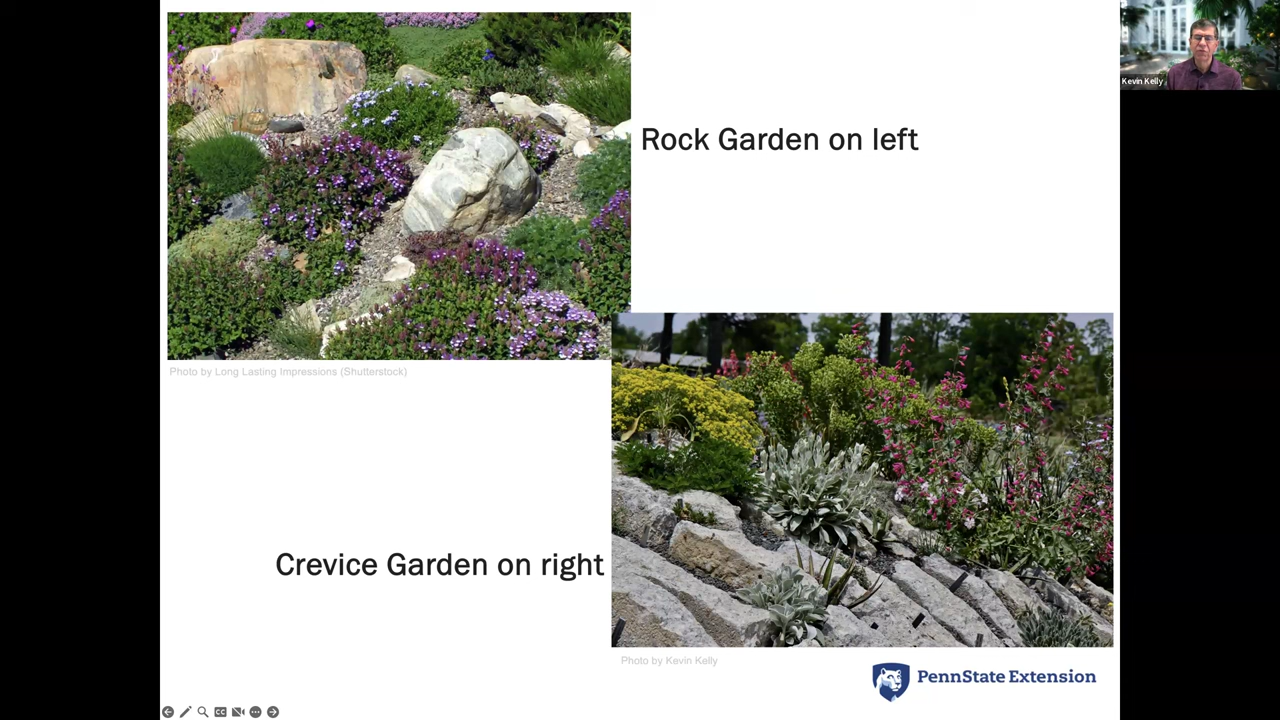 Kevin Kelly
Rock Garden on left
Photo by Long Lasting Impressions (Shutterstock)
Crevice Garden on right
Photo by Kevin Kelly
PennState Extension
CC